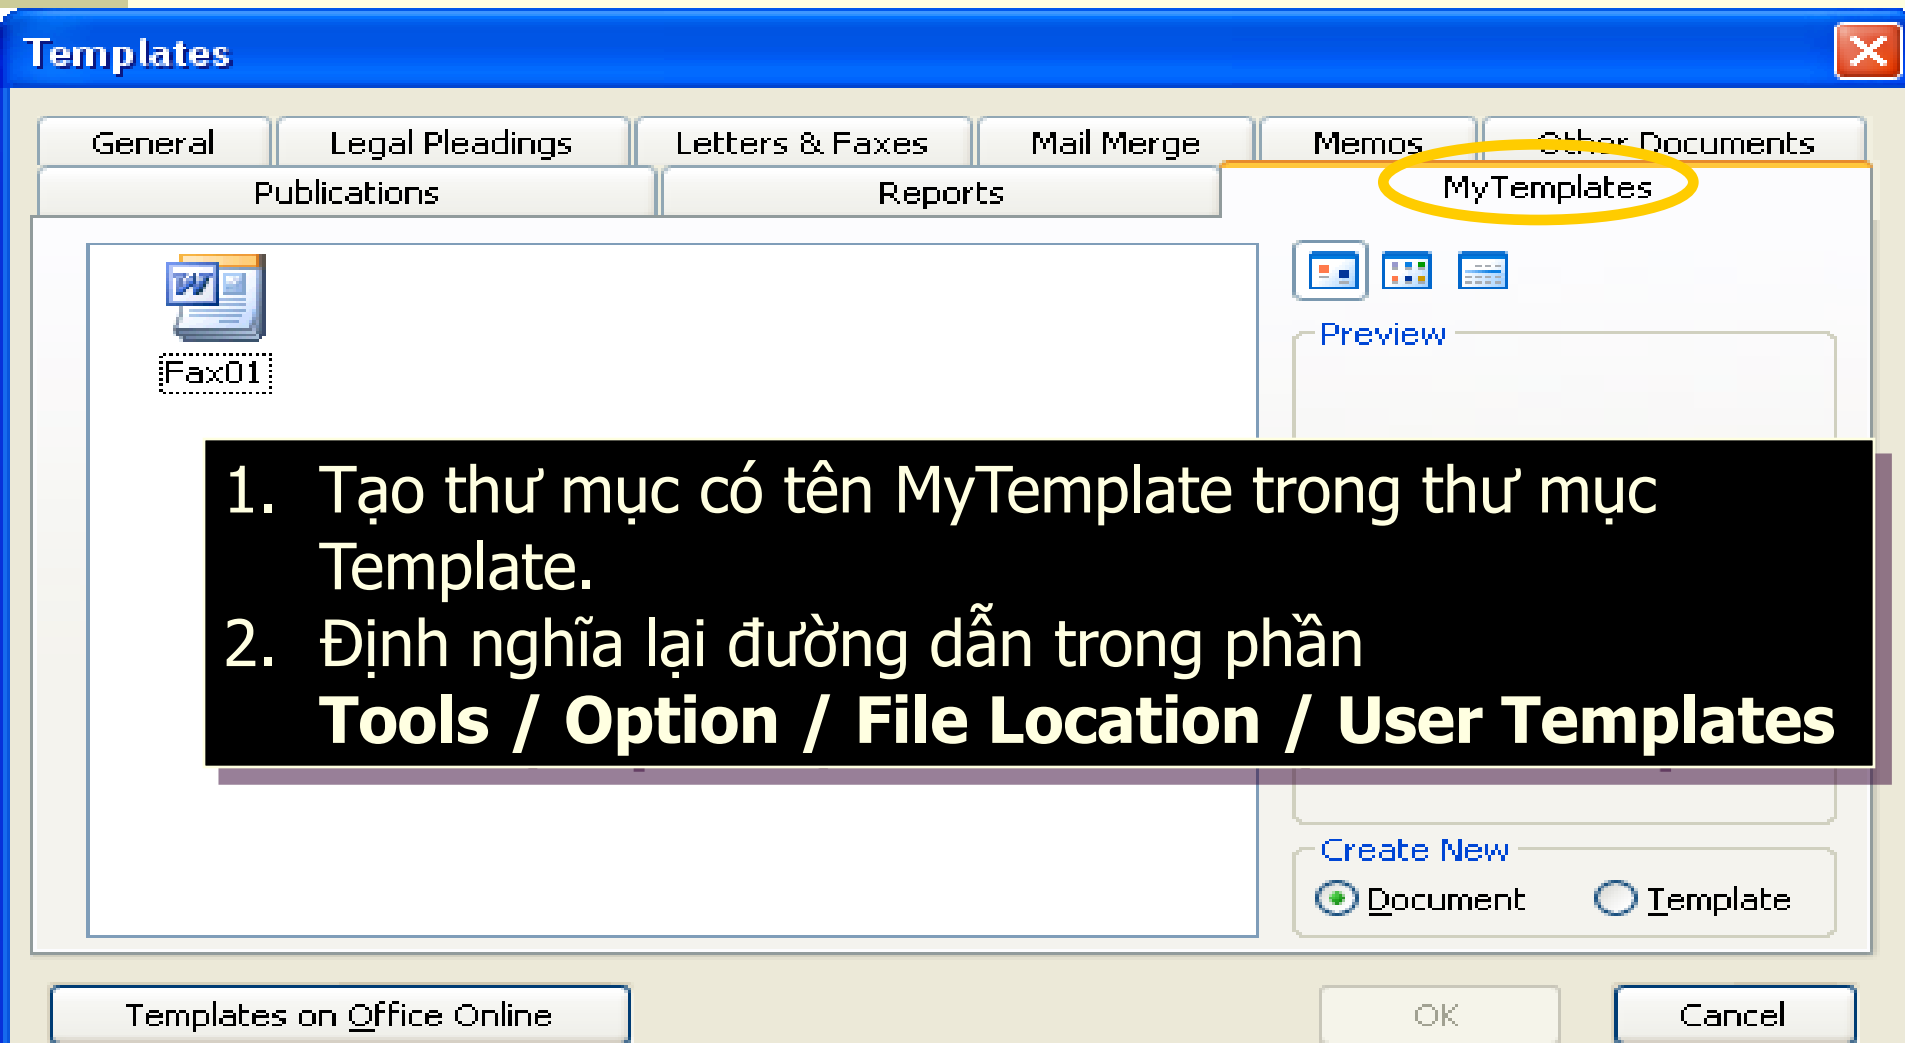 Templates
General Legal Pleadings Letters & Faxes Mail Merge Memos Other Documents
Publications Reports MyTemplates
Fax01
Preview
1. Tạo thư mục có tên MyTemplate trong thư mục
Template.
2. Định nghĩa lại đường dẫn trong phần
Tools / Option / File Location / User Templates
Create New
Document Template
Templates on Office Online OK Cancel